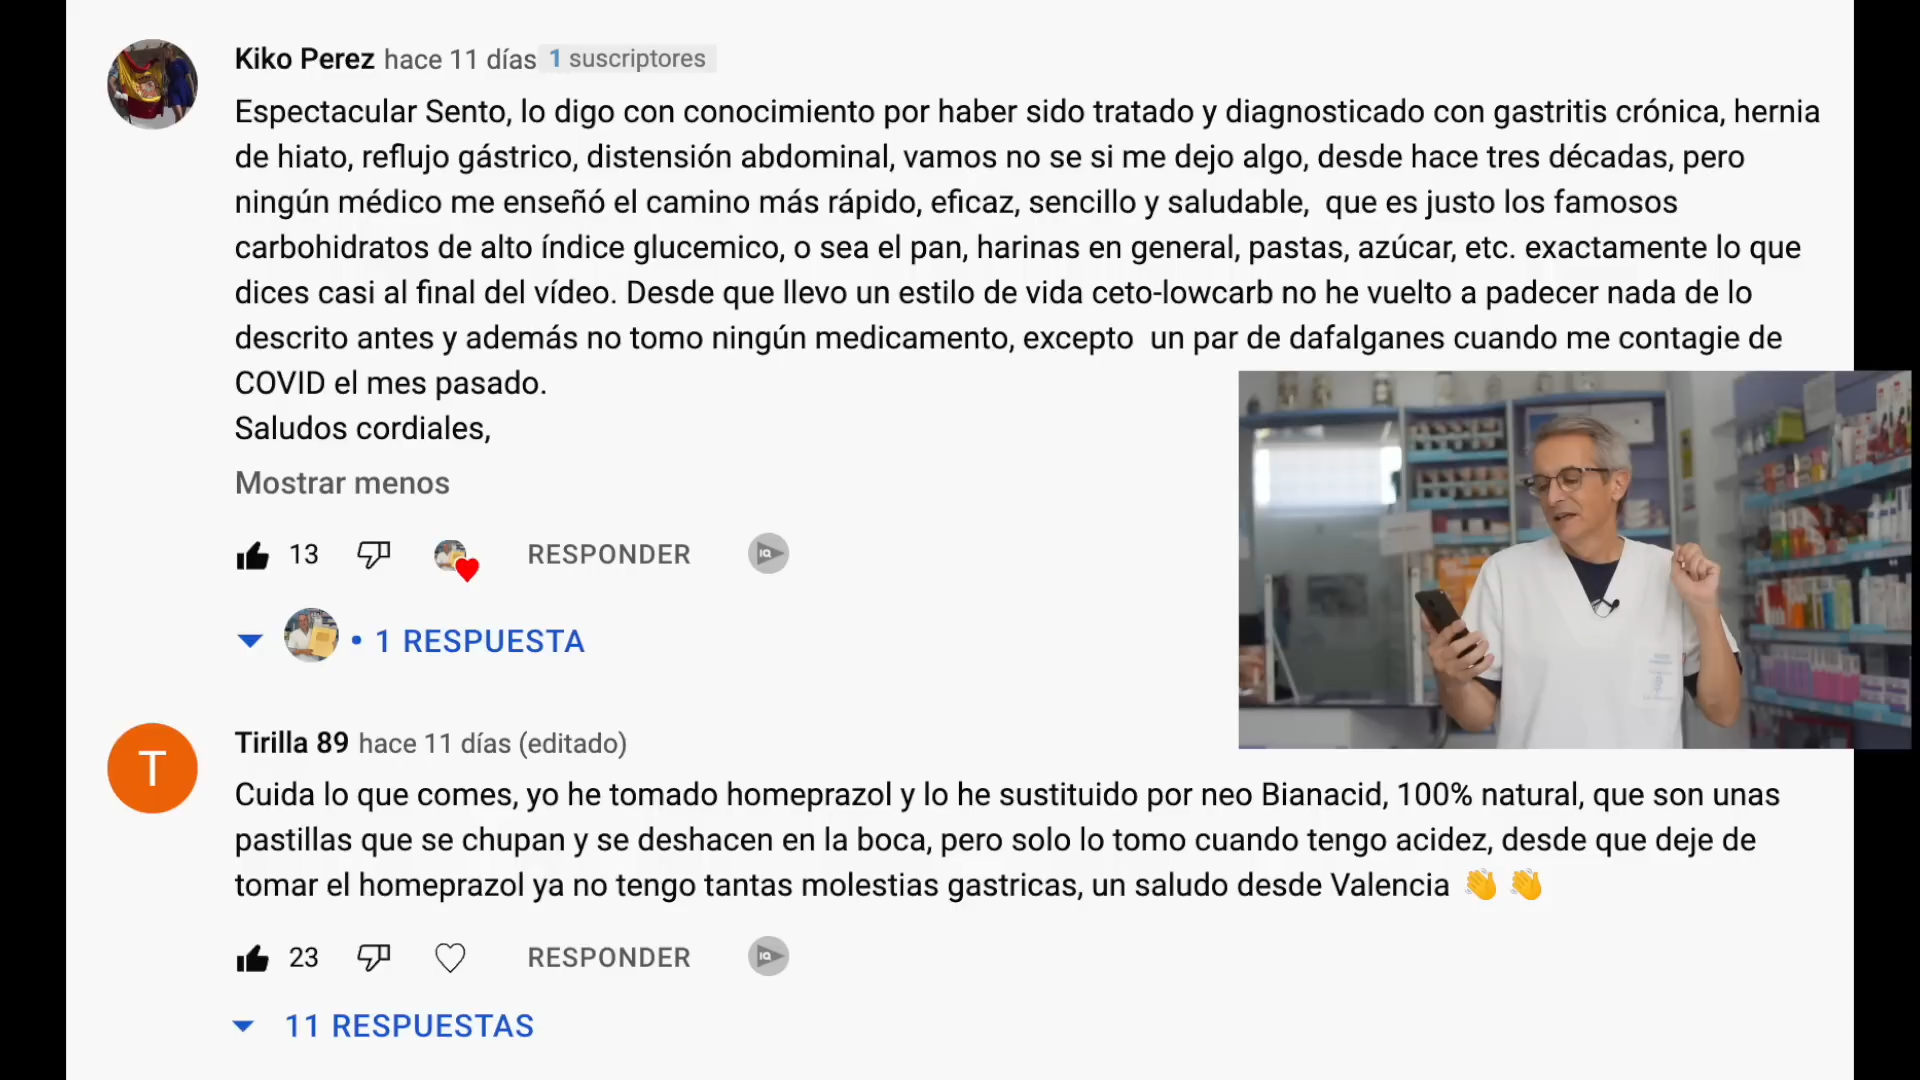 Kiko Perez hace 11 días 1 suscriptores
Espectacular Sento, lo digo con conocimiento por haber sido tratado y diagnosticado con gastritis crónica, hernia
de hiato, reflujo gástrico, distensión abdominal, vamos no se si me dejo algo, desde hace tres décadas, pero
ningún médico me enseñó el camino más rápido, eficaz, sencillo y saludable, que es justo los famosos
carbohidratos de alto índice glucemico, o sea el pan, harinas en general, pastas, azúcar, etc. exactamente lo que
dices casi al final del vídeo. Desde que llevo un estilo de vida ceto-lowcarb no he vuelto a padecer nada de lo
descrito antes y además no tomo ningún medicamento, excepto un par de dafalganes cuando me contagie de
COVID el mes pasado.
Saludos cordiales,
Mostrar menos
13 RESPONDER IQ
• 1 RESPUESTA
T
Tirilla 89 hace 11 días (editado)
Cuida lo que comes, yo he tomado homeprazol y lo he sustituido por neo Bianacid, 100% natural, que son unas
pastillas que se chupan y se deshacen en la boca, pero solo lo tomo cuando tengo acidez, desde que deje de
tomar el homeprazol ya no tengo tantas molestias gastricas, un saludo desde Valencia 👋 👋
23 RESPONDER IQ
11 RESPUESTAS